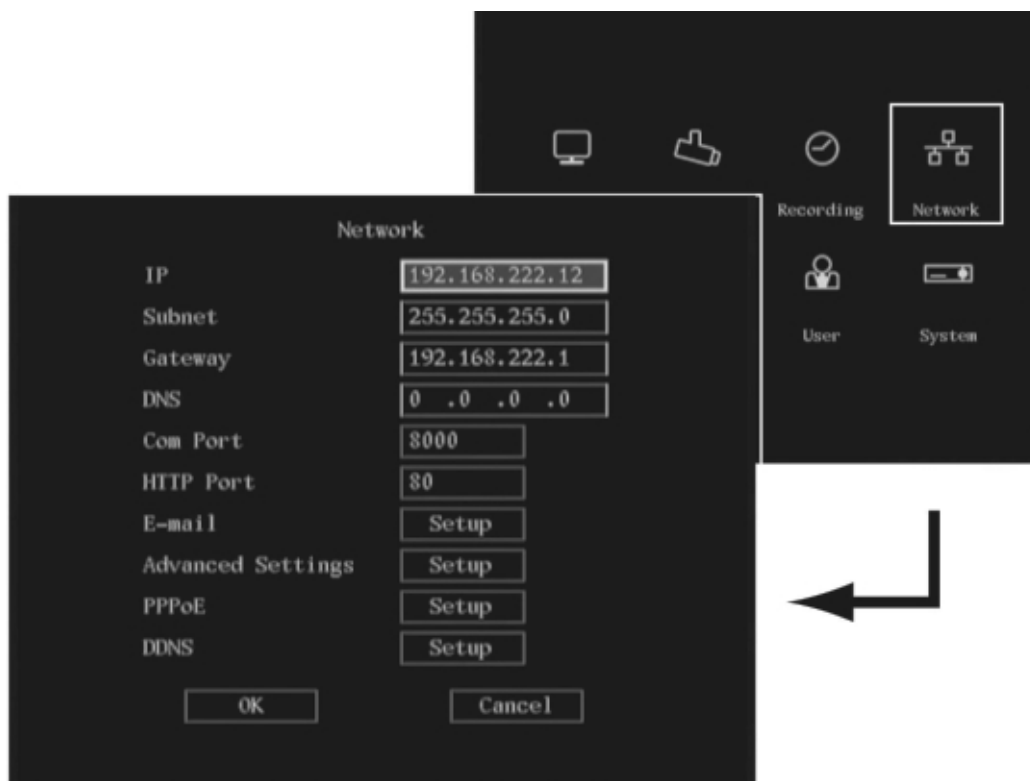 Recording
Network
User
System
Network
IP 192.168.222.12
Subnet 255.255.255.0
Gateway 192.168.222.1
DNS 0 .0 .0 .0
Com Port 8000
HTTP Port 80
E-mail Setup
Advanced Settings Setup
PPPoE Setup
DDNS Setup
OK Cancel